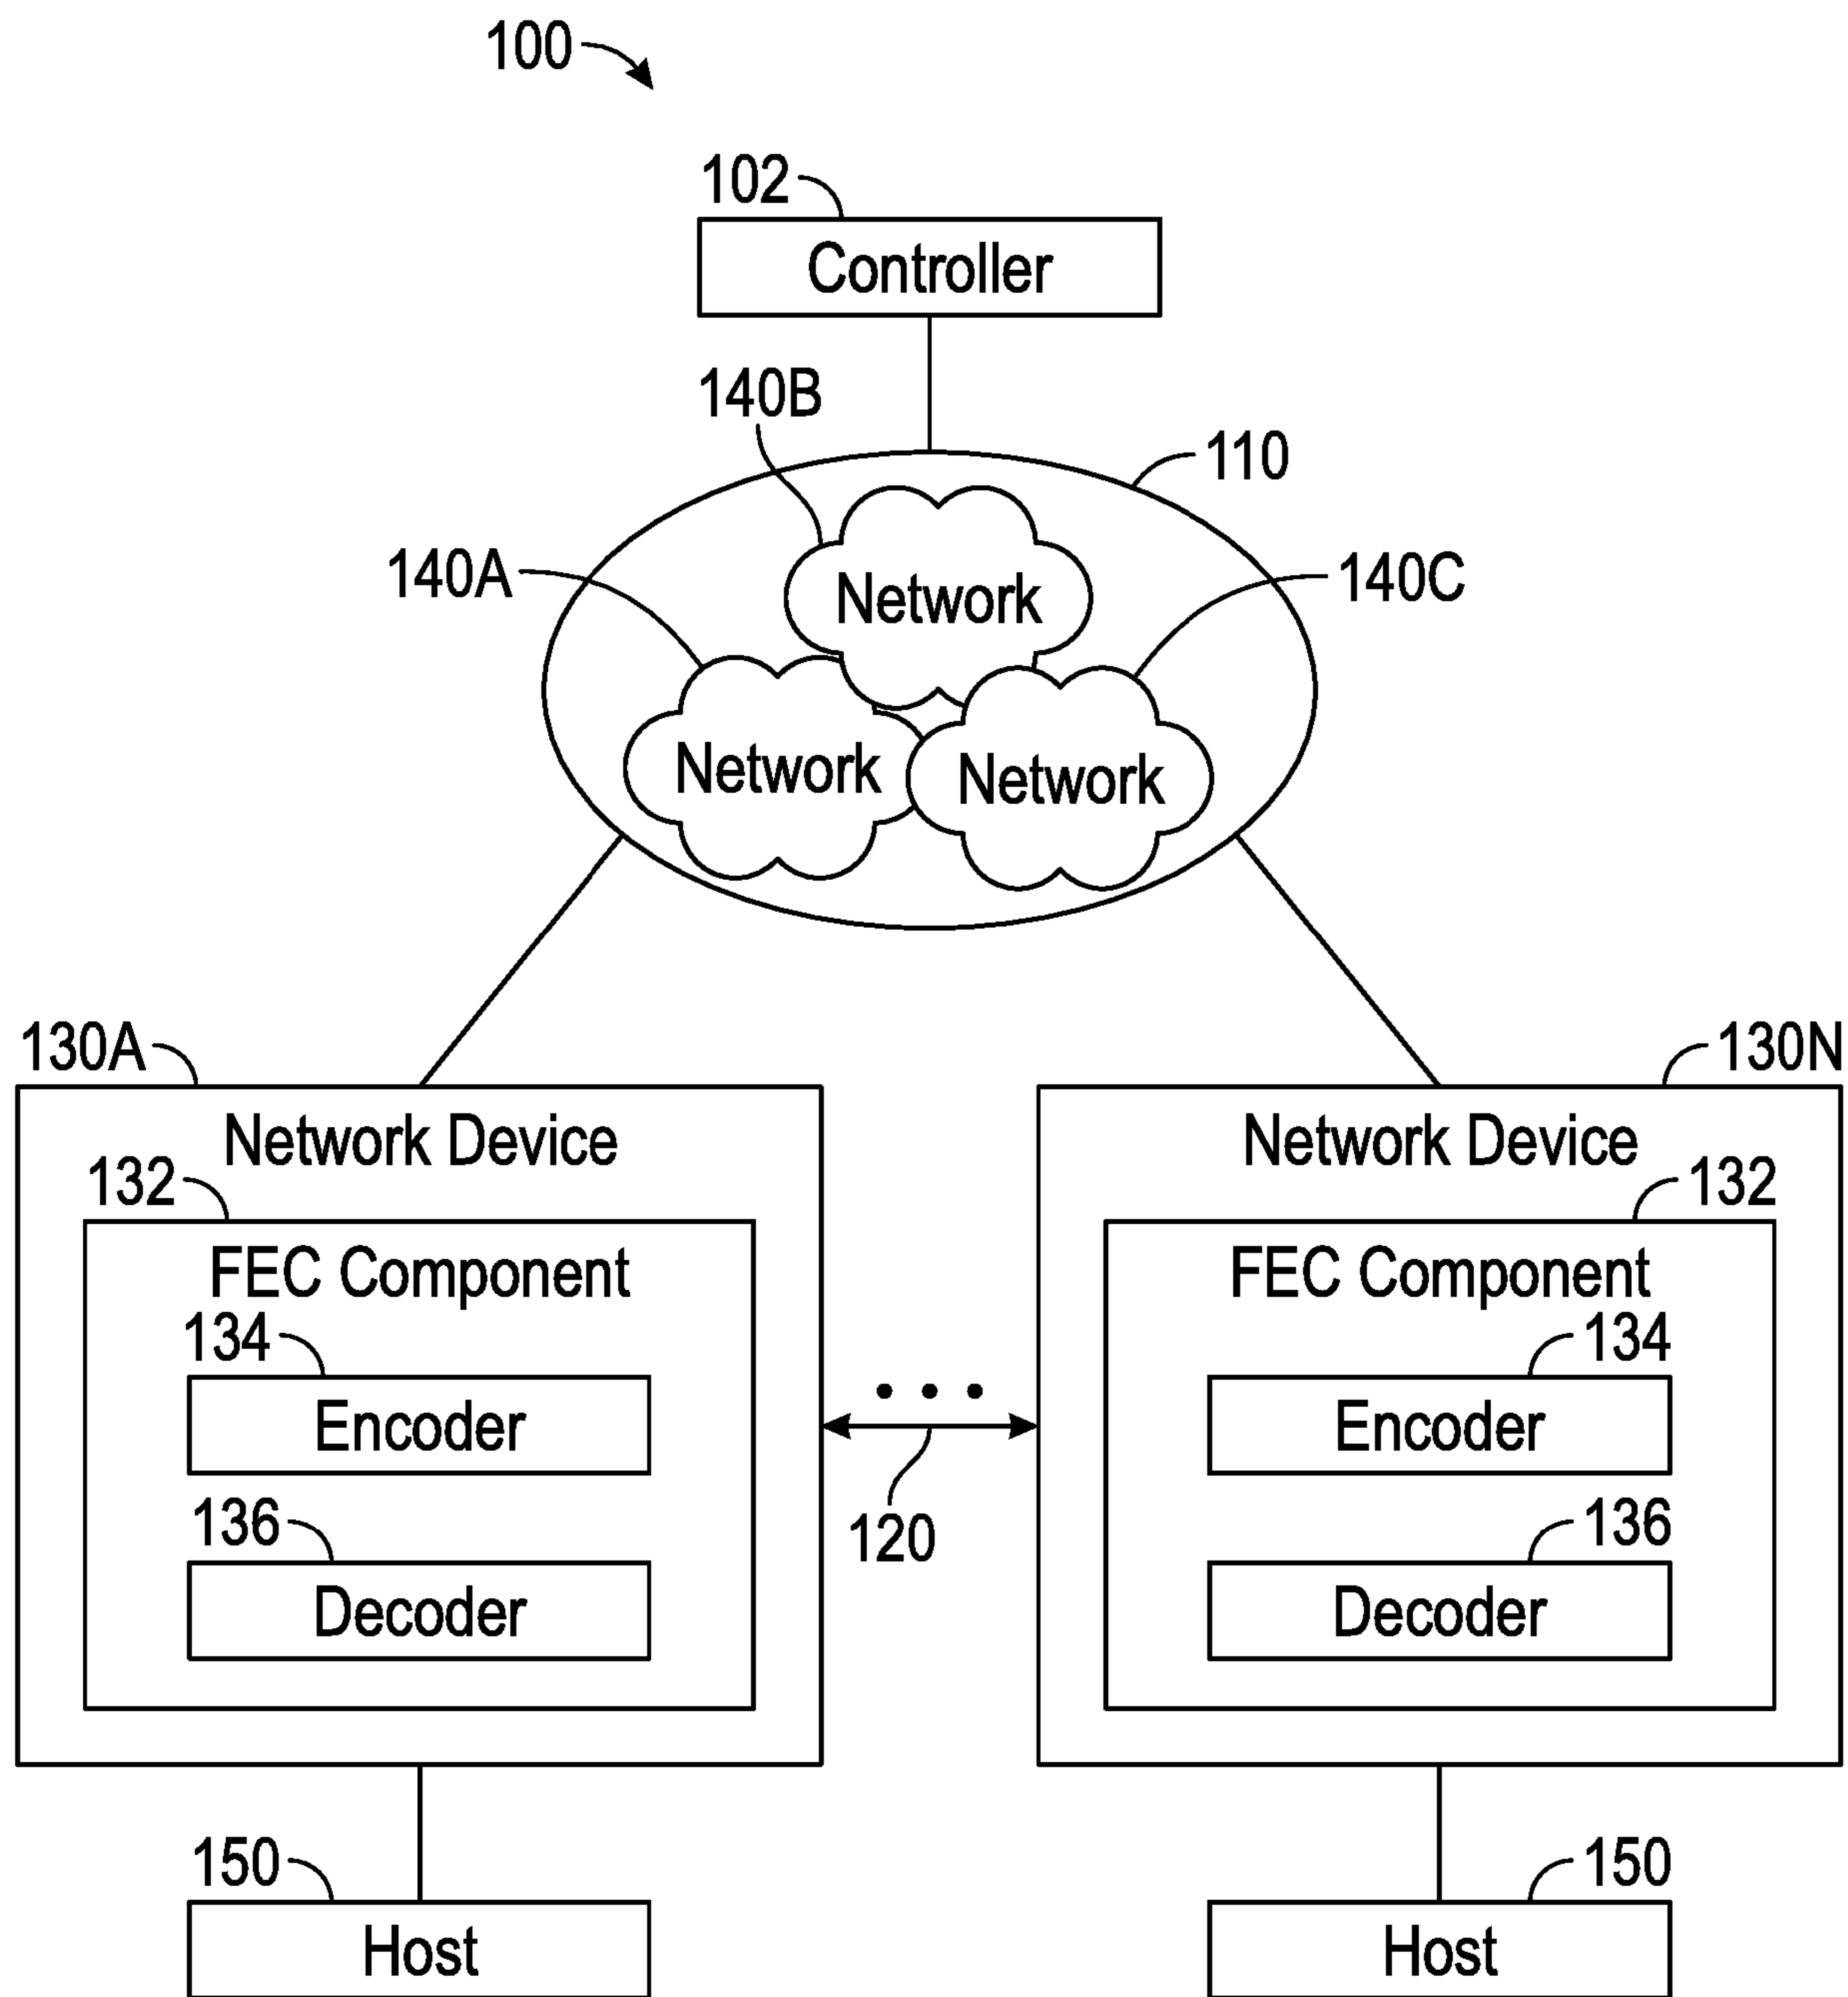 100
102
Controller
140B
110
140A
140C
Network
Network
Network
130A
130N
Network Device
Network Device
132
132
FEC Component
FEC Component
134
134
Encoder
Encoder
136
120
136
Decoder
Decoder
150
150
Host
Host